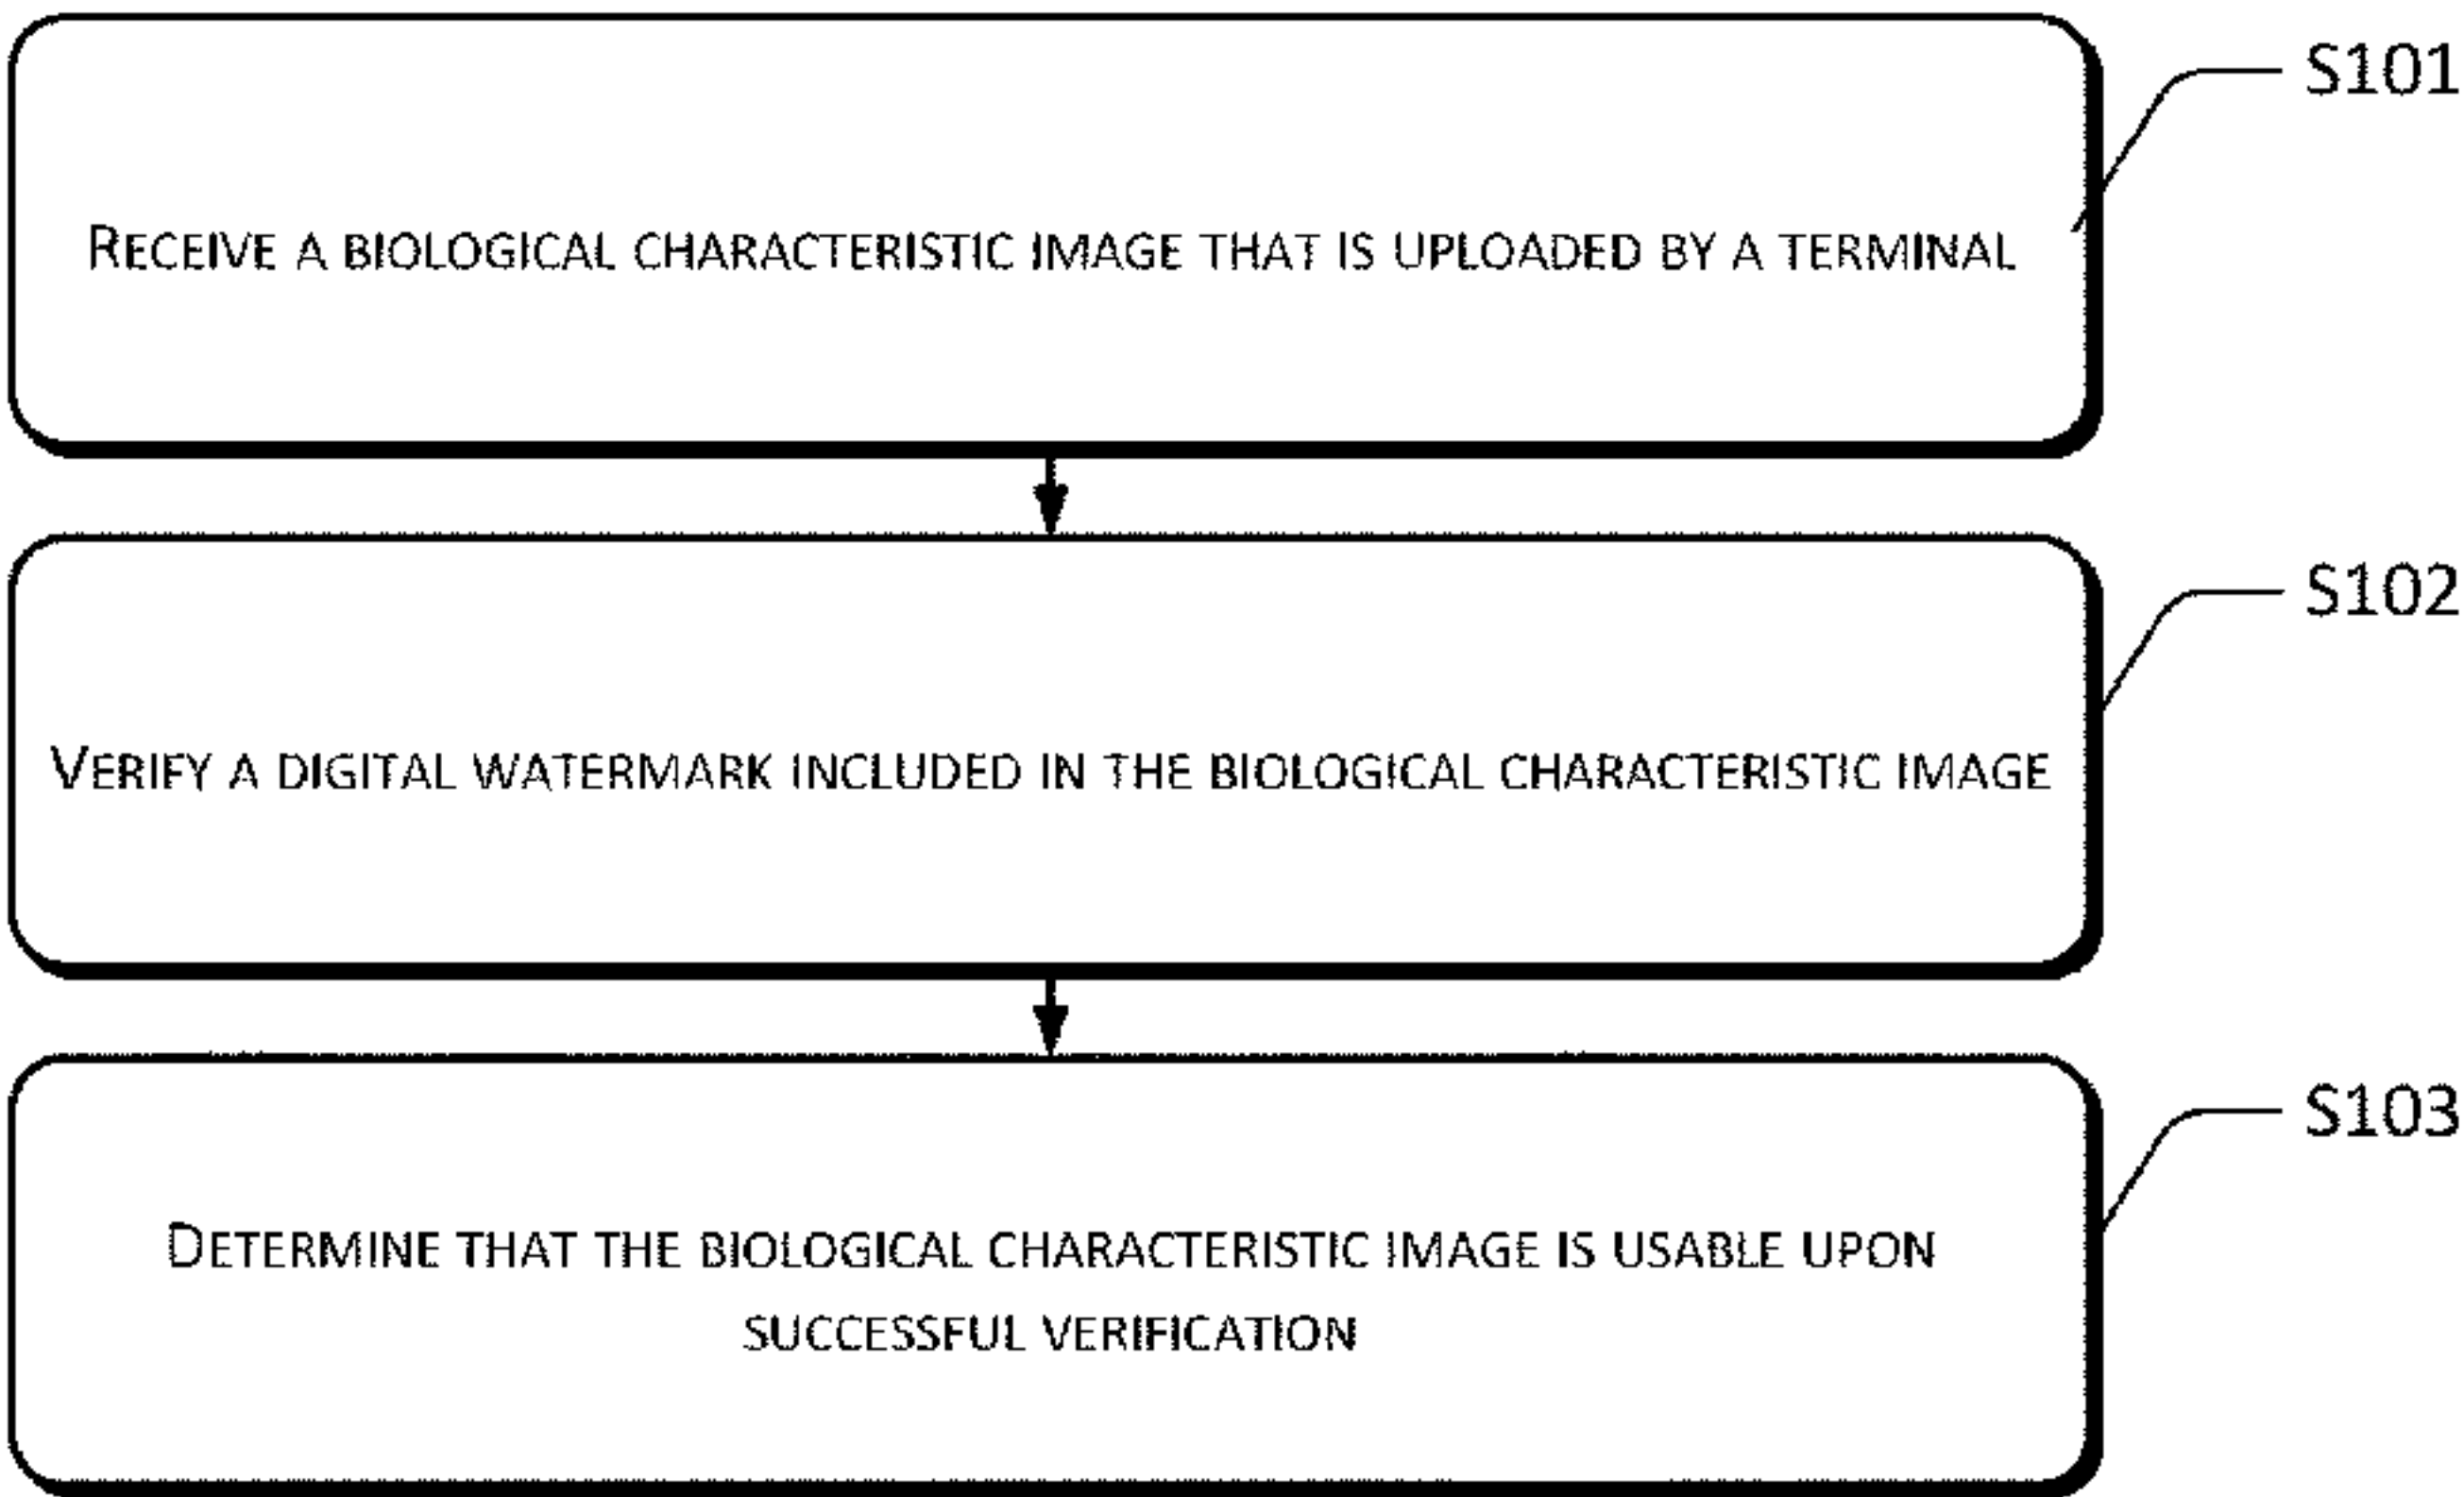 S101
RECEIVE A BIOLOGICAL CHARACTERISTIC IMAGE THAT IS UPLOADED BY A TERMINAL
S102
VERIFY A DIGITAL WATERMARK INCLUDED IN THE BIOLOGICAL CHARACTERISTIC IMAGE
S103
DETERMINE THAT THE BIOLOGICAL CHARACTERISTIC IMAGE IS USABLE UPON
SUCCESSFUL VERIFICATION